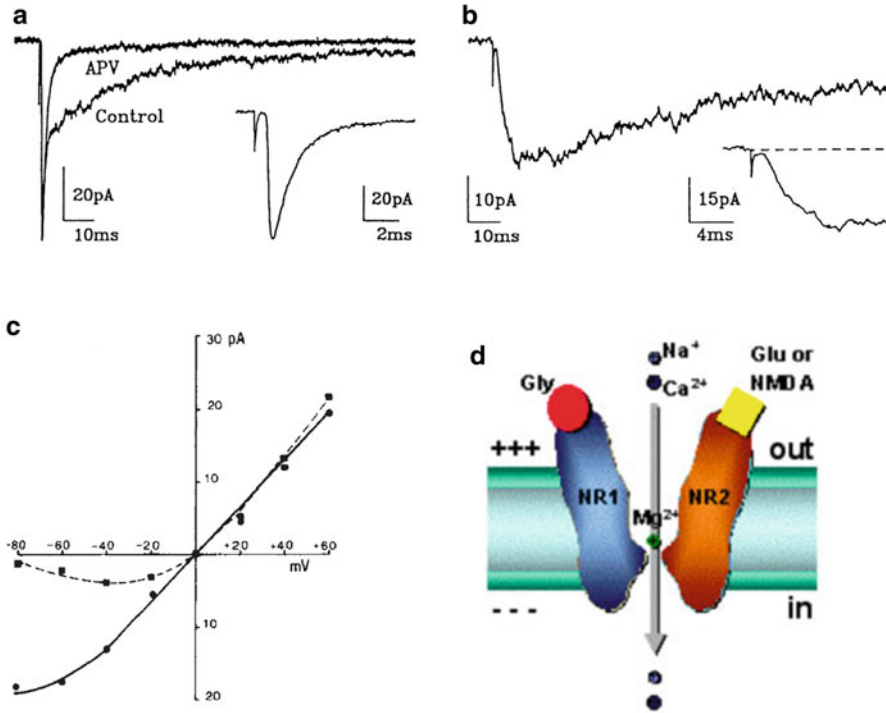 a
APV
Control
20pA
10ms
20pA
2ms
b
10pA
10ms
15pA
4ms
c
30 pA
20
10
-80 -60 -40 -20 +20 +40 +60
mV
10
20
d
Na+
Ca2+
Glu or
NMDA
Gly
+++
out
NR1
NR2
Mg2+
- - -
in